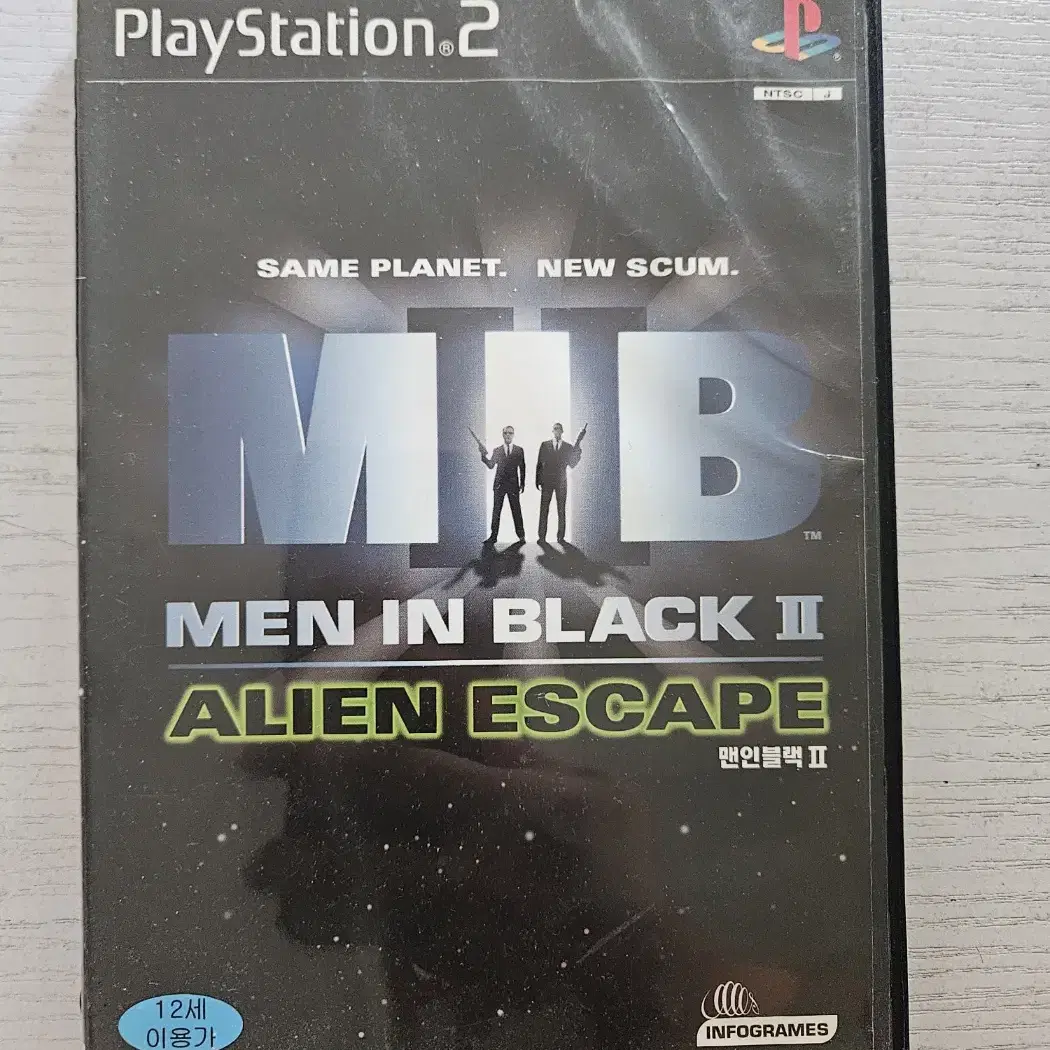 PlayStation®2
NTSC J
SAME PLANET. NEW SCUM.
MIIB™
MEN IN BLACK II
ALIEN ESCAPE
맨인블랙 II
12세
이용가
INFOGRAMES